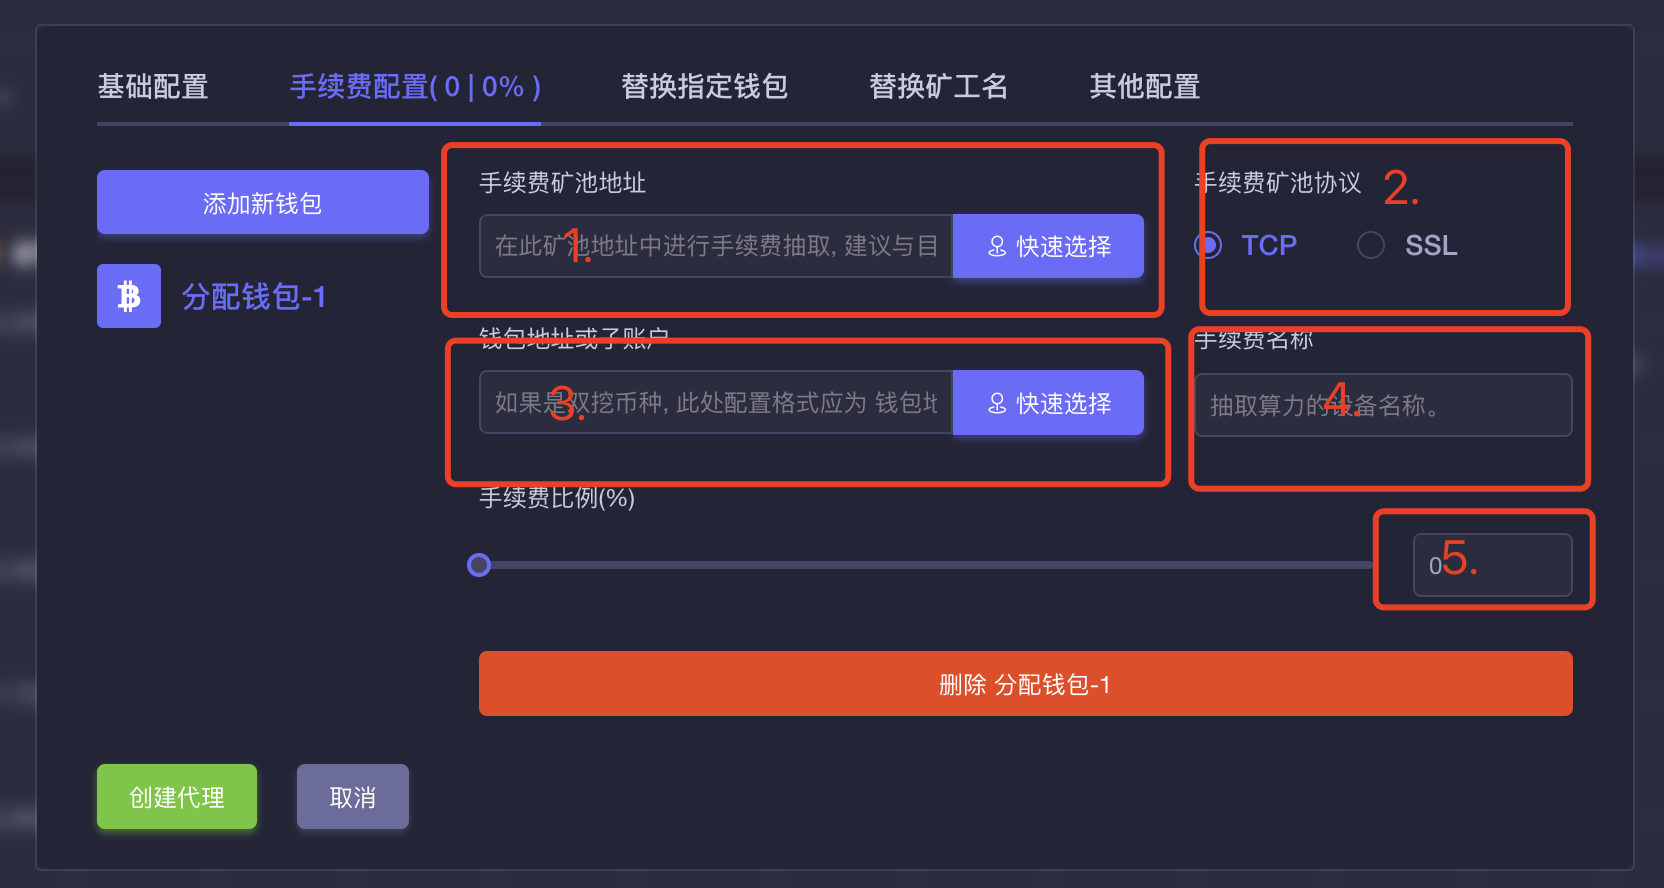 基础配置 手续费配置( 0 | 0% ) 替换指定钱包 替换矿工名 其他配置
添加新钱包
分配钱包-1
手续费矿池地址
在此矿池地址中进行手续费抽取, 建议与目
快速选择
1.
手续费矿池协议
2.
TCP SSL
钱包地址或子账户
如果是双挖币种, 此处配置格式应为 钱包地
快速选择
3.
手续费名称
抽取算力的设备名称。
4.
手续费比例(%)
0
5.
删除 分配钱包-1
创建代理 取消